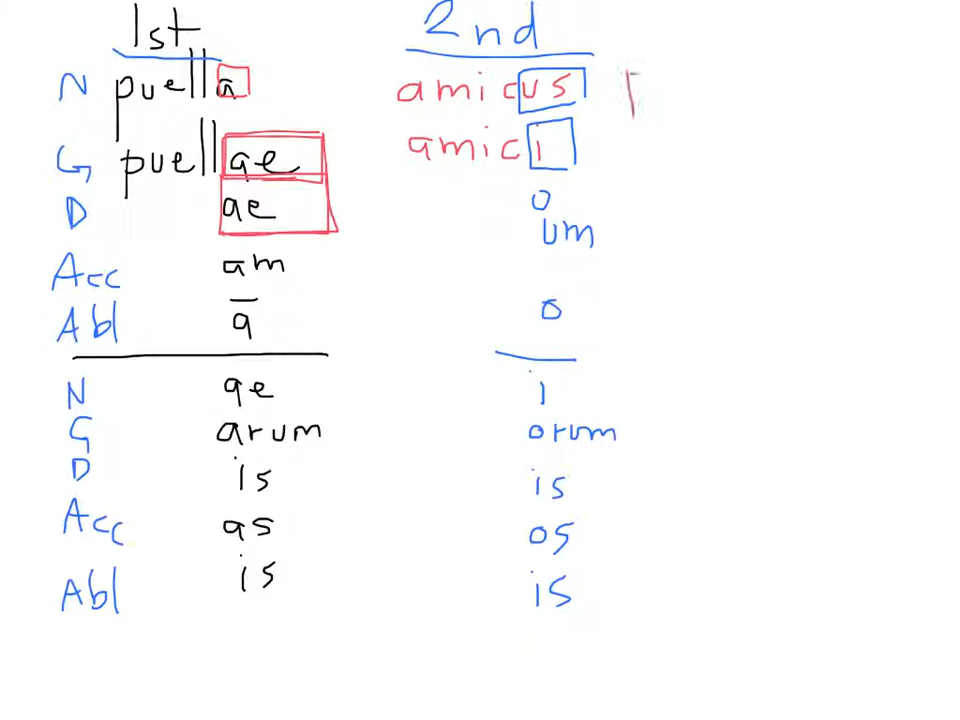 1st 2nd
N puella amicus
G puellae amici
D ae o
Acc am um
Abl ā o
N ae i
G arum orum
D is is
Acc as os
Abl is is